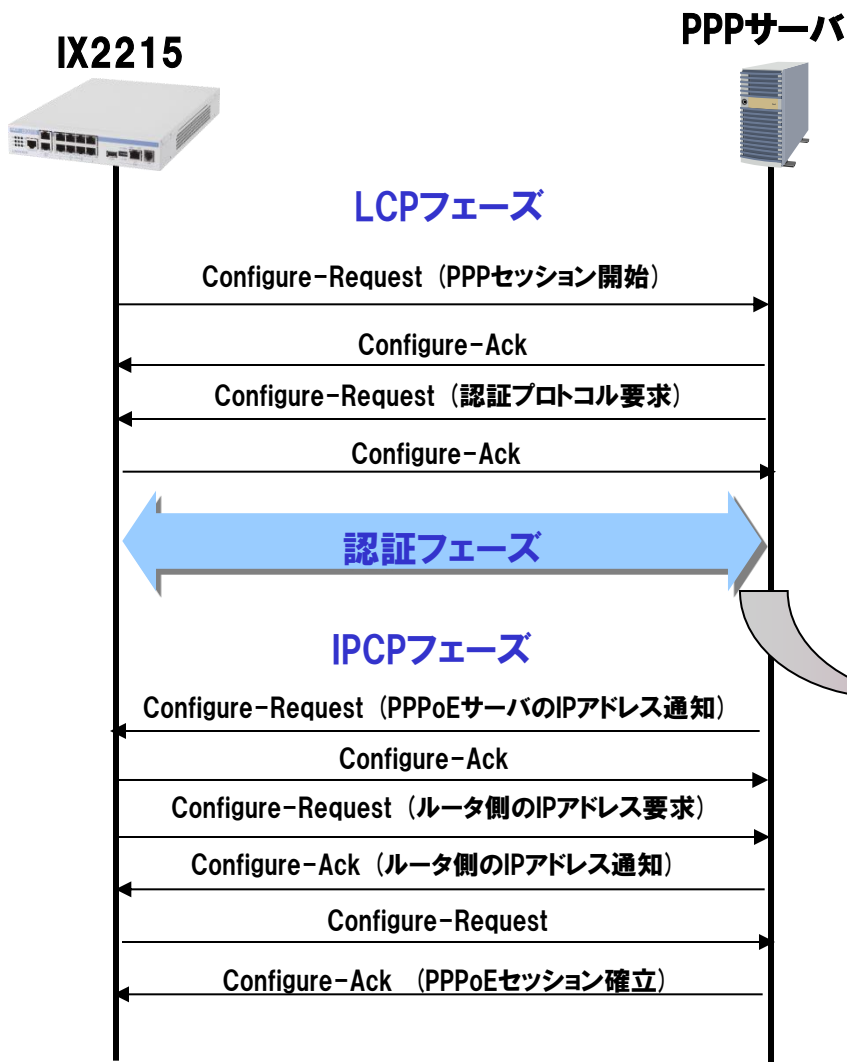 PPPサーバ
IX2215
LCPフェーズ
Configure-Request (PPPセッション開始)
Configure-Ack
Configure-Request (認証プロトコル要求)
Configure-Ack
認証フェーズ
IPCPフェーズ
Configure-Request (PPPoEサーバのIPアドレス通知)
Configure-Ack
Configure-Request (ルータ側のIPアドレス要求)
Configure-Ack (ルータ側のIPアドレス通知)
Configure-Request
Configure-Ack (PPPoEセッション確立)